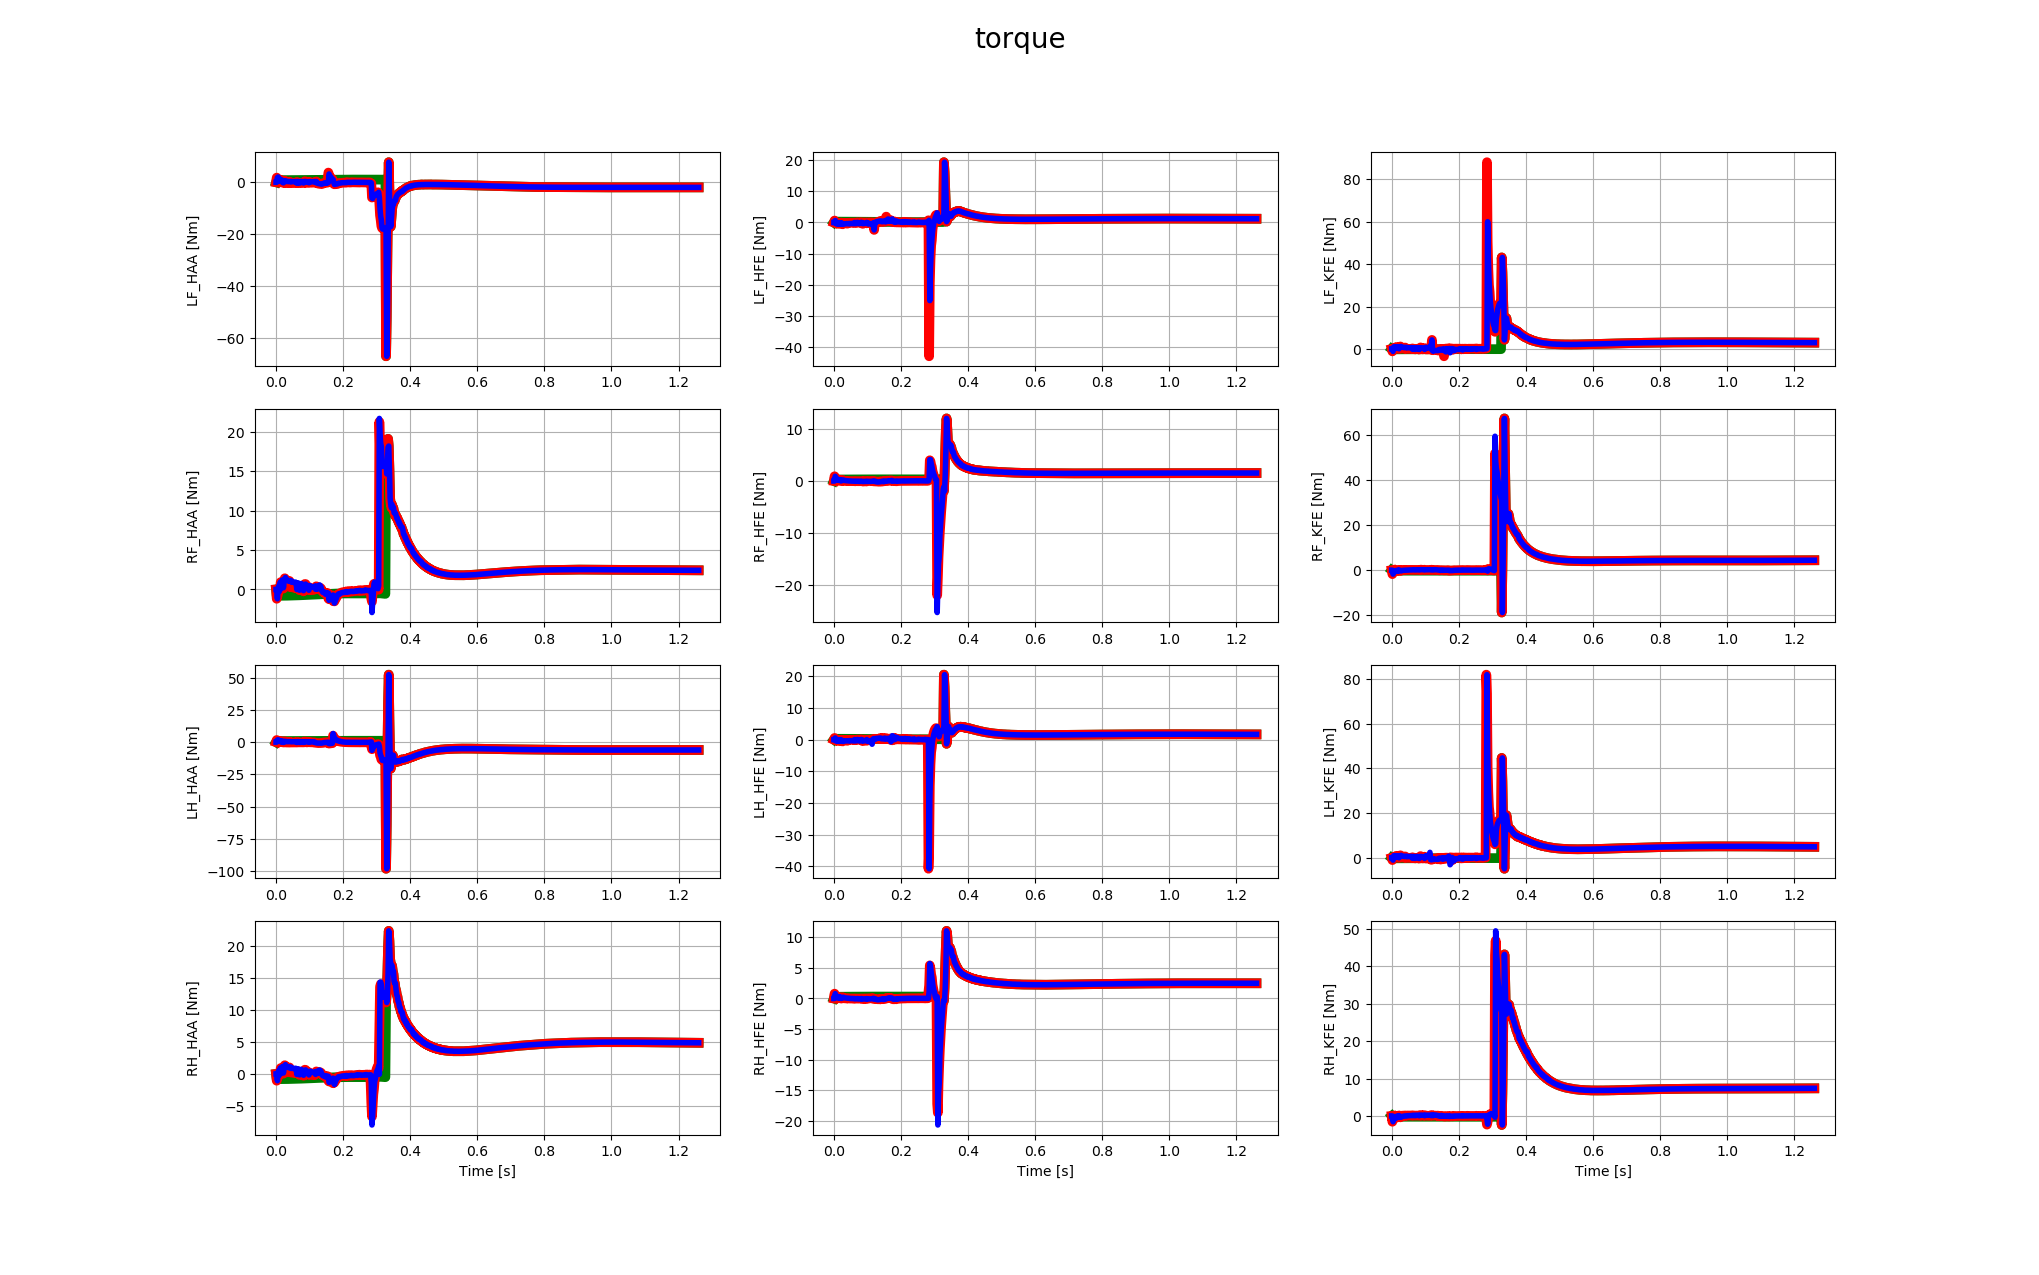 torque
LF_HAA [Nm]
0
−20
−40
−60
0.0 0.2 0.4 0.6 0.8 1.0 1.2
LF_HFE [Nm]
20
10
0
−10
−20
−30
−40
0.0 0.2 0.4 0.6 0.8 1.0 1.2
LF_KFE [Nm]
80
60
40
20
0
0.0 0.2 0.4 0.6 0.8 1.0 1.2
RF_HAA [Nm]
20
15
10
5
0
0.0 0.2 0.4 0.6 0.8 1.0 1.2
RF_HFE [Nm]
10
0
−10
−20
0.0 0.2 0.4 0.6 0.8 1.0 1.2
RF_KFE [Nm]
60
40
20
0
−20
0.0 0.2 0.4 0.6 0.8 1.0 1.2
LH_HAA [Nm]
50
25
0
−25
−50
−75
−100
0.0 0.2 0.4 0.6 0.8 1.0 1.2
LH_HFE [Nm]
20
10
0
−10
−20
−30
−40
0.0 0.2 0.4 0.6 0.8 1.0 1.2
LH_KFE [Nm]
80
60
40
20
0
0.0 0.2 0.4 0.6 0.8 1.0 1.2
RH_HAA [Nm]
20
15
10
5
0
−5
0.0 0.2 0.4 0.6 0.8 1.0 1.2
Time [s]
RH_HFE [Nm]
10
5
0
−5
−10
−15
−20
0.0 0.2 0.4 0.6 0.8 1.0 1.2
Time [s]
RH_KFE [Nm]
50
40
30
20
10
0
0.0 0.2 0.4 0.6 0.8 1.0 1.2
Time [s]